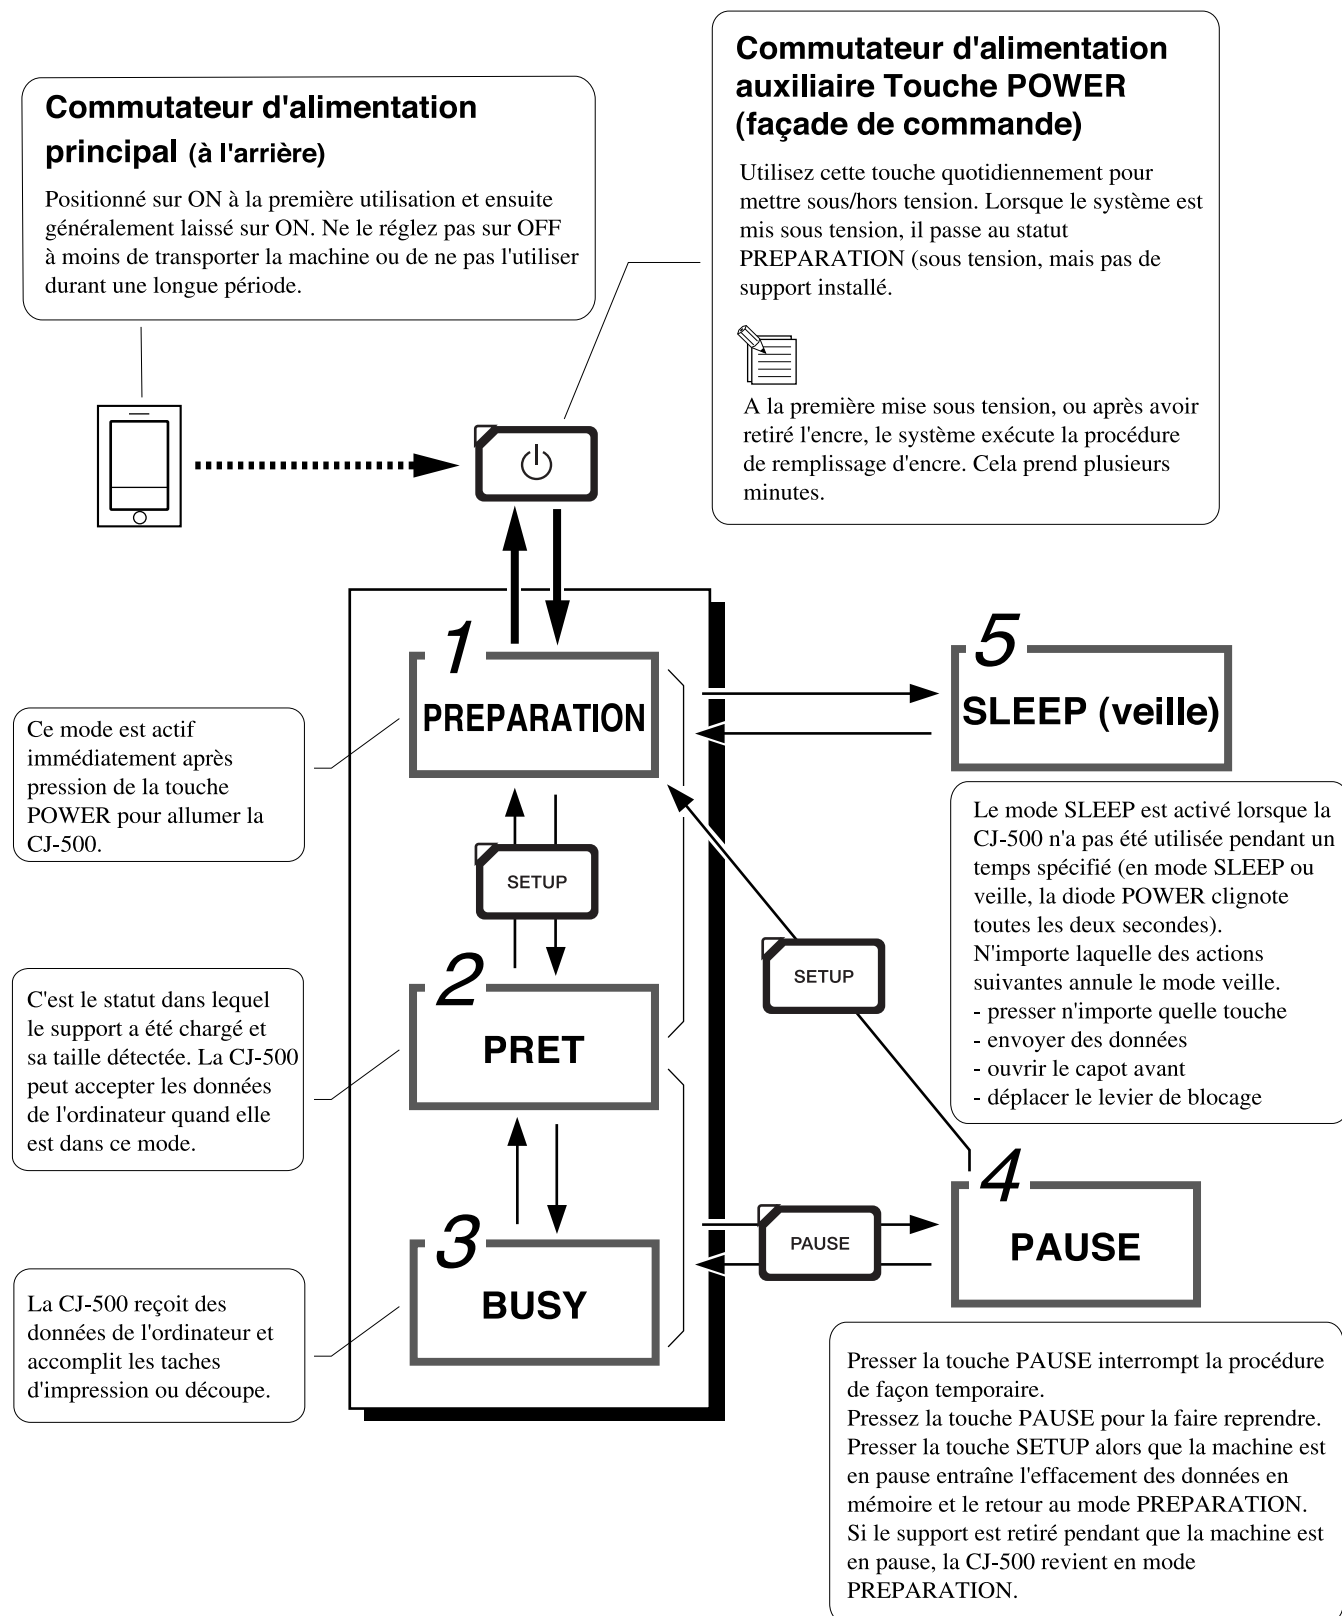 Commutateur d'alimentation
principal (à l'arrière)
Positionné sur ON à la première utilisation et ensuite
généralement laissé sur ON. Ne le réglez pas sur OFF
à moins de transporter la machine ou de ne pas l'utiliser
durant une longue période.
Commutateur d'alimentation
auxiliaire Touche POWER
(façade de commande)
Utilisez cette touche quotidiennement pour
mettre sous/hors tension. Lorsque le système est
mis sous tension, il passe au statut
PREPARATION (sous tension, mais pas de
support installé.
A la première mise sous tension, ou après avoir
retiré l'encre, le système exécute la procédure
de remplissage d'encre. Cela prend plusieurs
minutes.
1
PREPARATION
Ce mode est actif
immédiatement après
pression de la touche
POWER pour allumer la
CJ-500.
5
SLEEP (veille)
Le mode SLEEP est activé lorsque la
CJ-500 n'a pas été utilisée pendant un
temps spécifié (en mode SLEEP ou
veille, la diode POWER clignote
toutes les deux secondes).
N'importe laquelle des actions
suivantes annule le mode veille.
- presser n'importe quelle touche
- envoyer des données
- ouvrir le capot avant
- déplacer le levier de blocage
SETUP
SETUP
2
PRET
C'est le statut dans lequel
le support a été chargé et
sa taille détectée. La CJ-500
peut accepter les données
de l'ordinateur quand elle
est dans ce mode.
3
BUSY
La CJ-500 reçoit des
données de l'ordinateur et
accomplit les taches
d'impression ou découpe.
PAUSE
4
PAUSE
Presser la touche PAUSE interrompt la procédure
de façon temporaire.
Pressez la touche PAUSE pour la faire reprendre.
Presser la touche SETUP alors que la machine est
en pause entraîne l'effacement des données en
mémoire et le retour au mode PREPARATION.
Si le support est retiré pendant que la machine est
en pause, la CJ-500 revient en mode
PREPARATION.